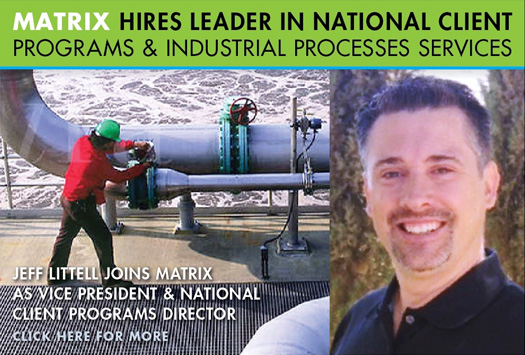 MATRIX HIRES LEADER IN NATIONAL CLIENT
PROGRAMS & INDUSTRIAL PROCESSES SERVICES
JEFF LITTELL JOINS MATRIX
AS VICE PRESIDENT & NATIONAL
CLIENT PROGRAMS DIRECTOR
CLICK HERE FOR MORE